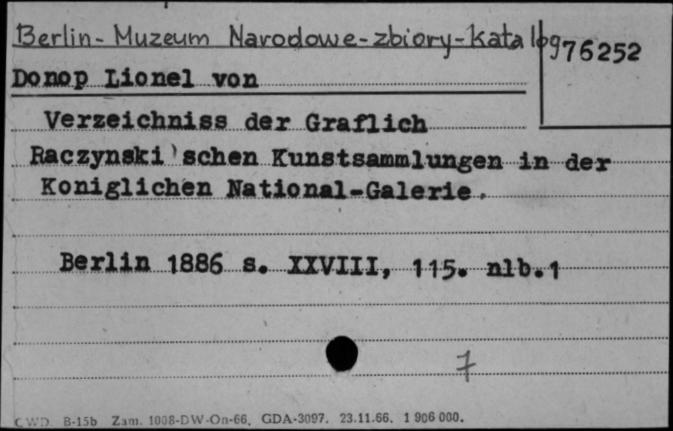 Berlin - Muzeum Narodowe - zbiory - katalog
76252
Donop Lionel von
Verzeichniss der Graflich
Raczynski'schen Kunstsammlungen in der
Koniglichen National-Galerie.
Berlin 1886 s. XXVIII, 115. nlb.1
7
CWD B-15b Zam. 1008-DW-On-66, GDA-3097. 23.11.66. 1 906 000.